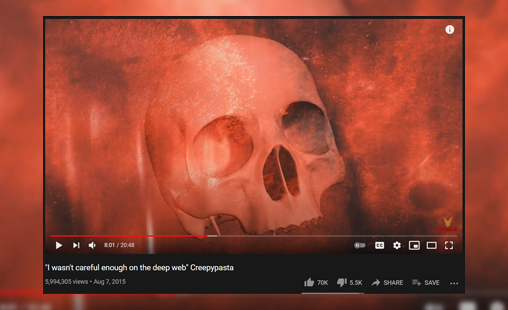 8:01 / 20:48
"I wasn't careful enough on the deep web" Creepypasta
5,994,305 views • Aug 7, 2015
70K
5.5K
SHARE
SAVE